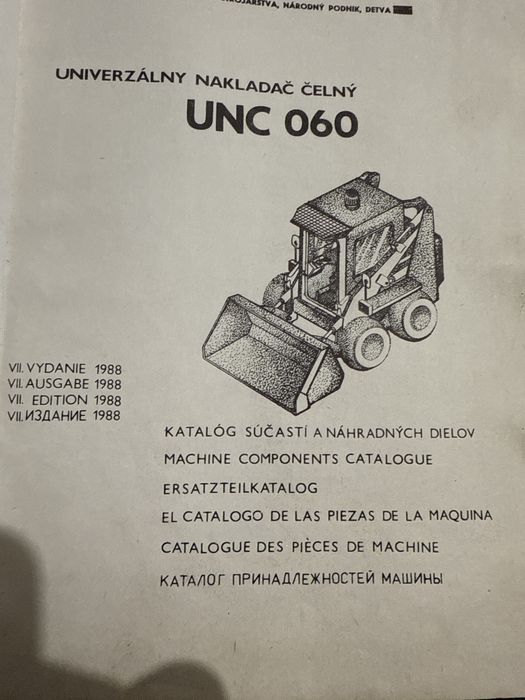 NÁRODNÝ PODNIK, DETVA
UNIVERZÁLNY NAKLADAČ ČELNÝ
UNC 060
VII. VYDANIE 1988
VII. AUSGABE 1988
VII. EDITION 1988
VII. ИЗДАНИЕ 1988
KATALÓG SÚČASTÍ A NÁHRADNÝCH DIELOV
MACHINE COMPONENTS CATALOGUE
ERSATZTEILKATALOG
EL CATALOGO DE LAS PIEZAS DE LA MAQUINA
CATALOGUE DES PIÈCES DE MACHINE
КАТАЛОГ ПРИНАДЛЕЖНОСТЕЙ МАШИНЫ